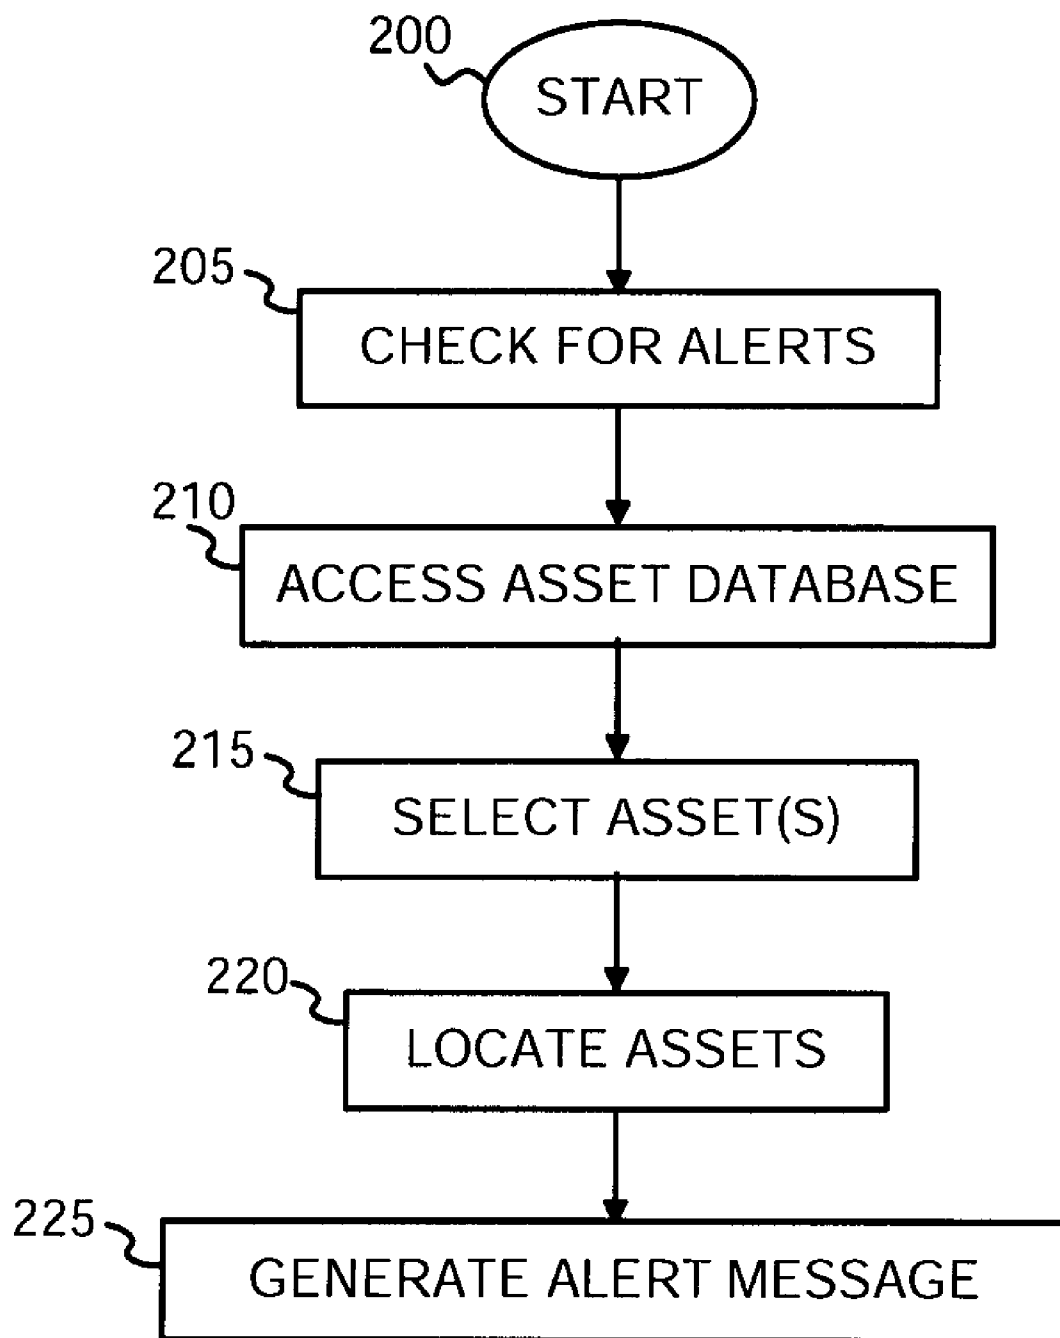 200
START
205
CHECK FOR ALERTS
210
ACCESS ASSET DATABASE
215
SELECT ASSET(S)
220
LOCATE ASSETS
225
GENERATE ALERT MESSAGE